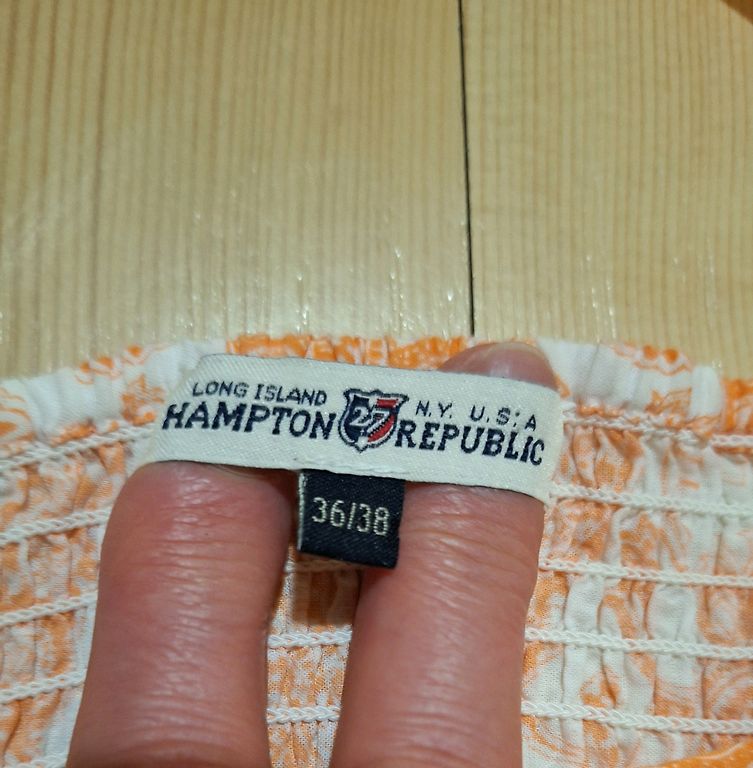 LONG ISLAND N.Y. U.S.A
HAMPTON 27 REPUBLIC
36/38